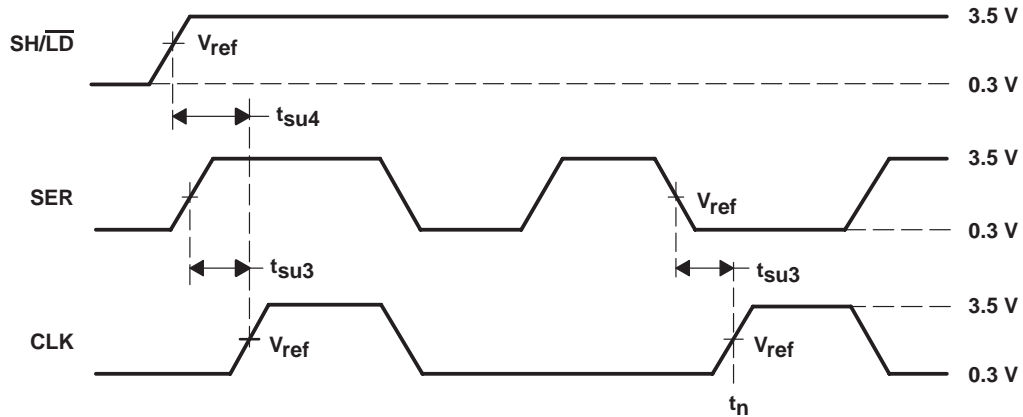 3.5 V
SH/L̅D̅
Vref
0.3 V
tsu4
3.5 V
SER
Vref
0.3 V
tsu3
tsu3
3.5 V
CLK
Vref
Vref
0.3 V
tn